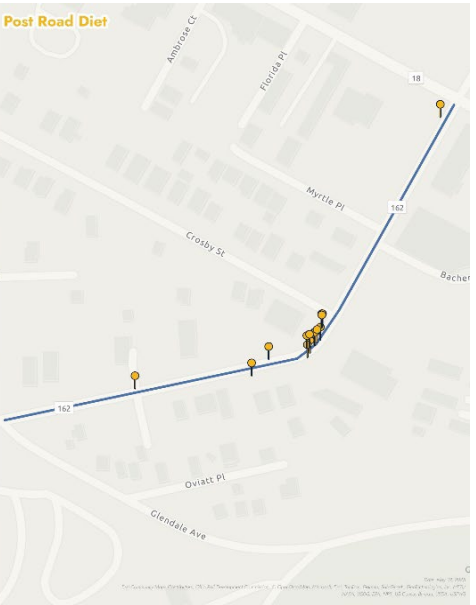 Post Road Diet
Ambrose Ct
Florida Pl
18
Myrtle Pl
162
Crosby St
Bacher
162
Oviatt Pl
Glendale Ave